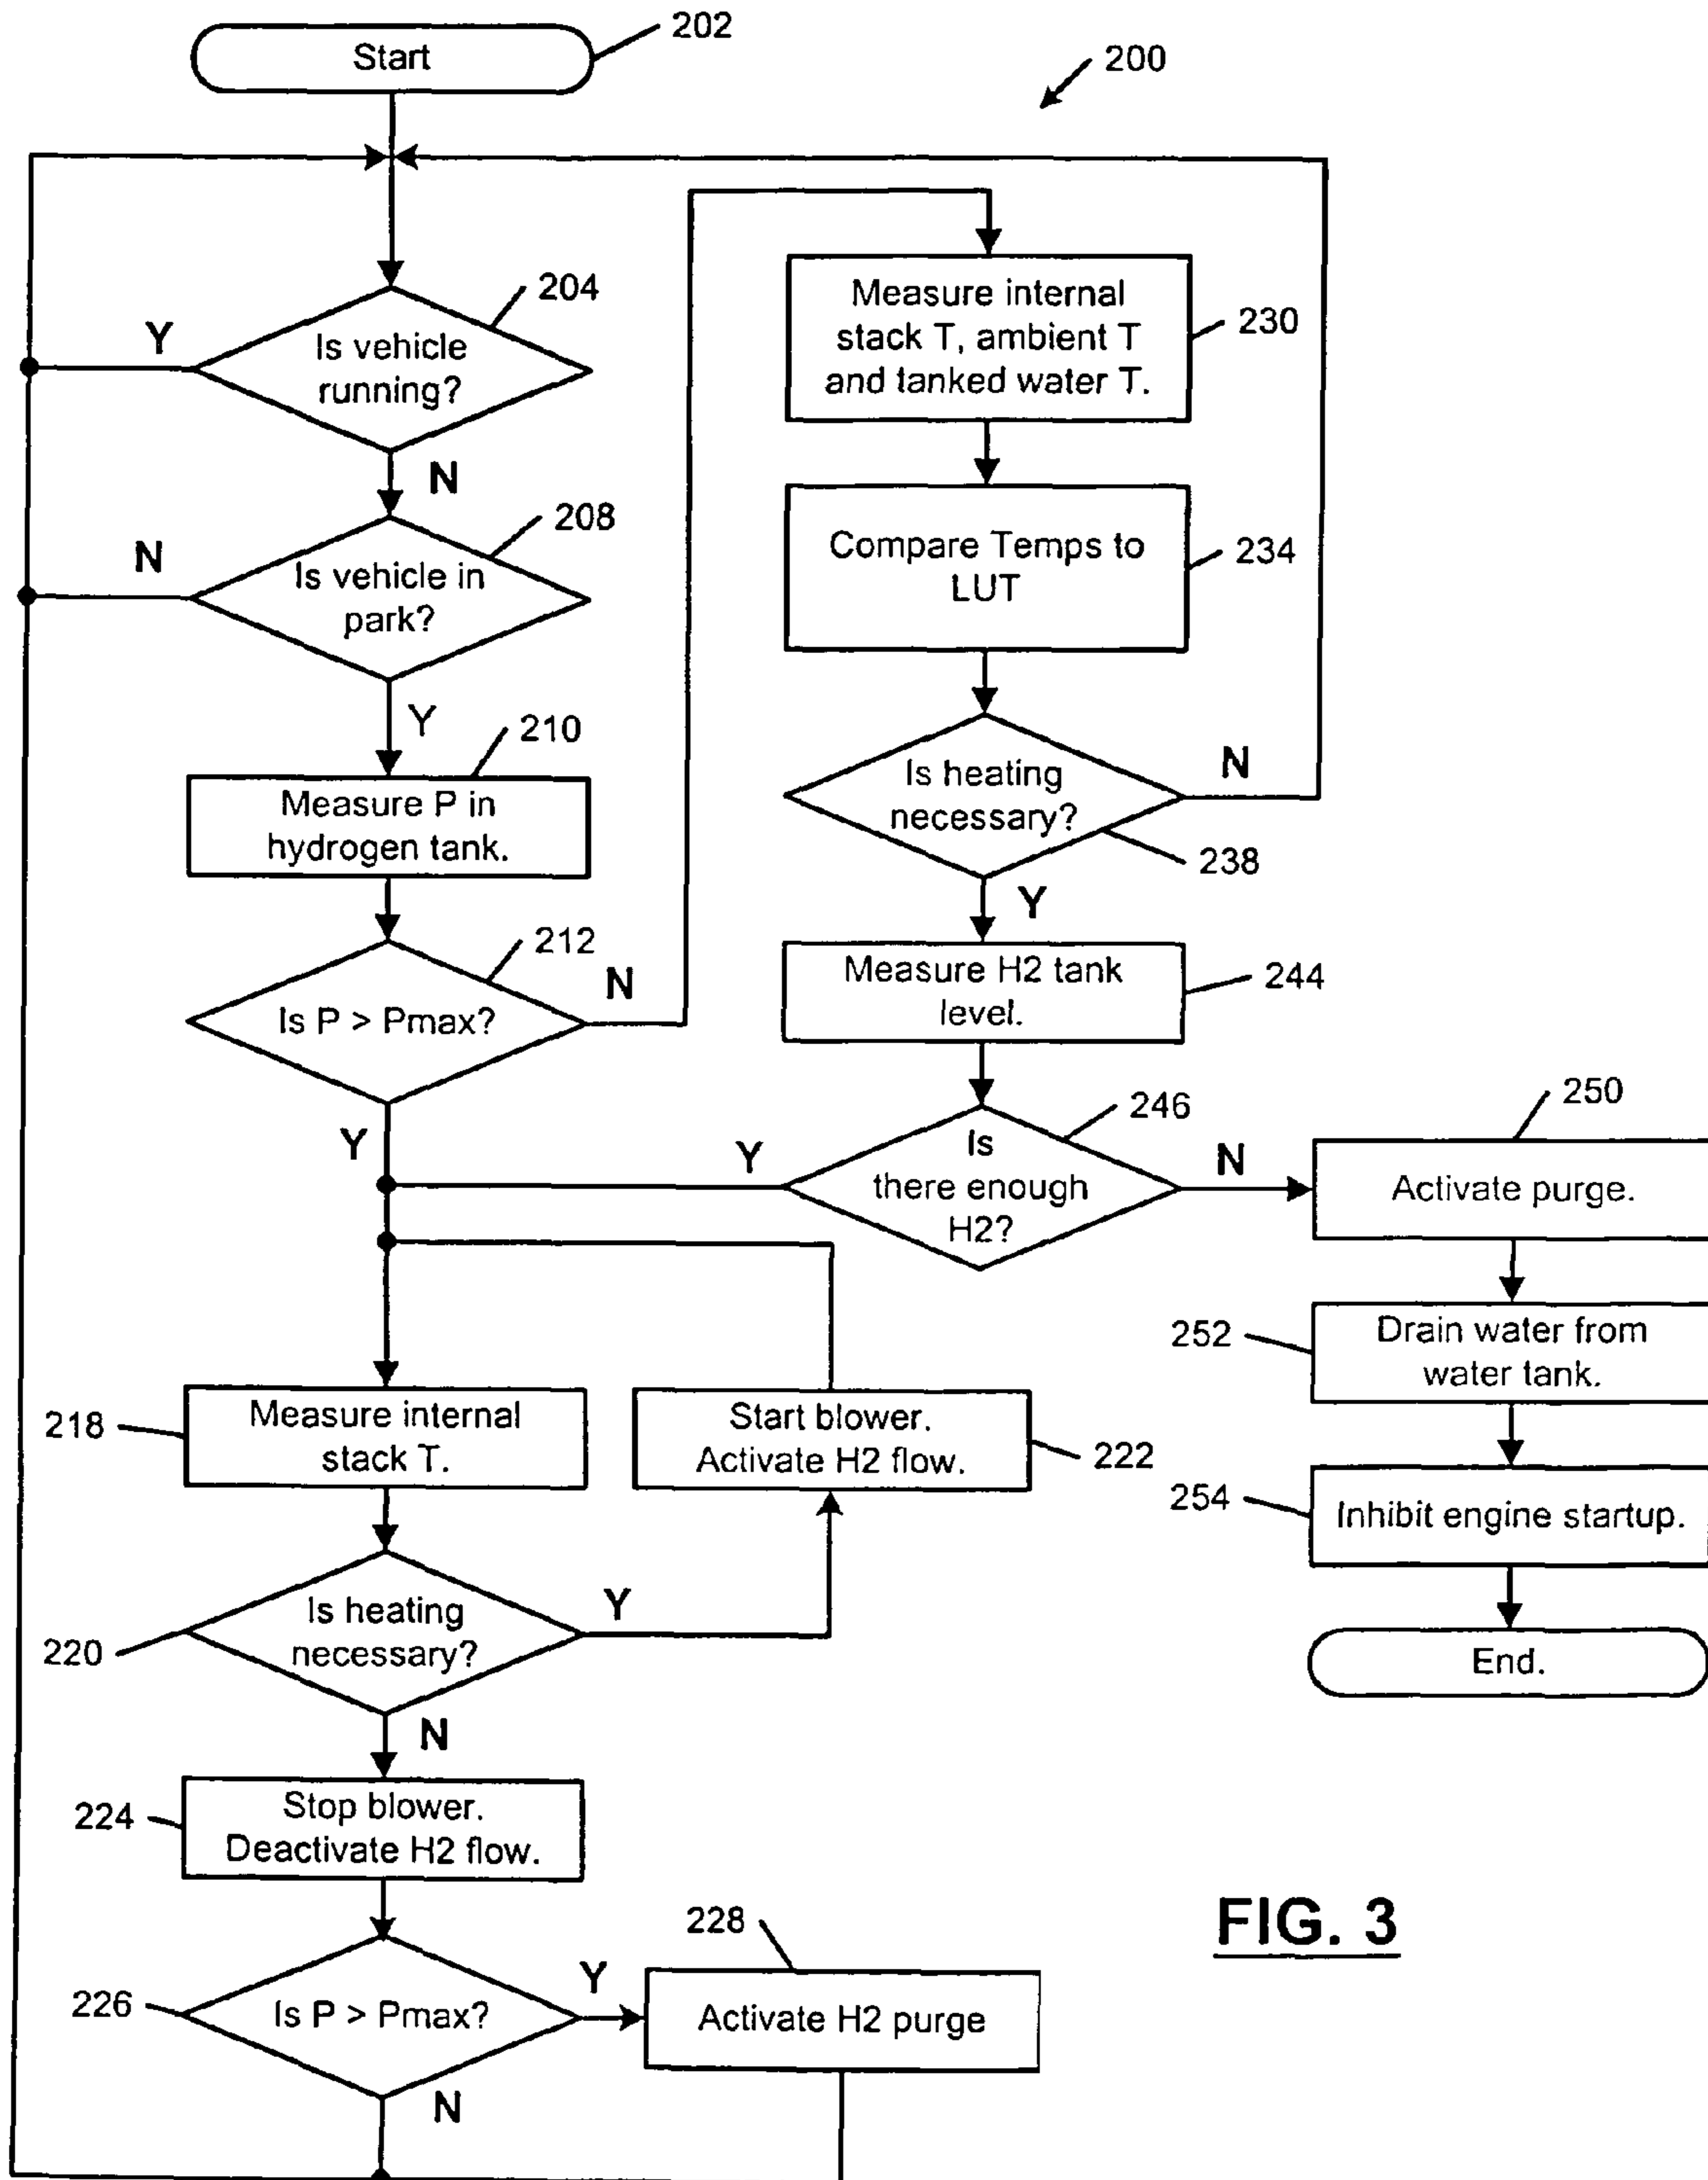 Start
202
200
204
Y
Is vehicle
running?
N
208
N
Is vehicle in
park?
Y
210
Measure P in
hydrogen tank.
212
Is P > Pmax?
N
Y
Measure internal
stack T, ambient T
and tanked water T.
230
Compare Temps to
LUT
234
Is heating
necessary?
N
238
Y
Measure H2 tank
level.
244
246
Is
there enough
H2?
Y
N
250
Activate purge.
252
Drain water from
water tank.
254
Inhibit engine startup.
End.
218
Measure internal
stack T.
Start blower.
Activate H2 flow.
222
220
Is heating
necessary?
Y
N
224
Stop blower.
Deactivate H2 flow.
226
Is P > Pmax?
Y
228
Activate H2 purge
N
FIG. 3